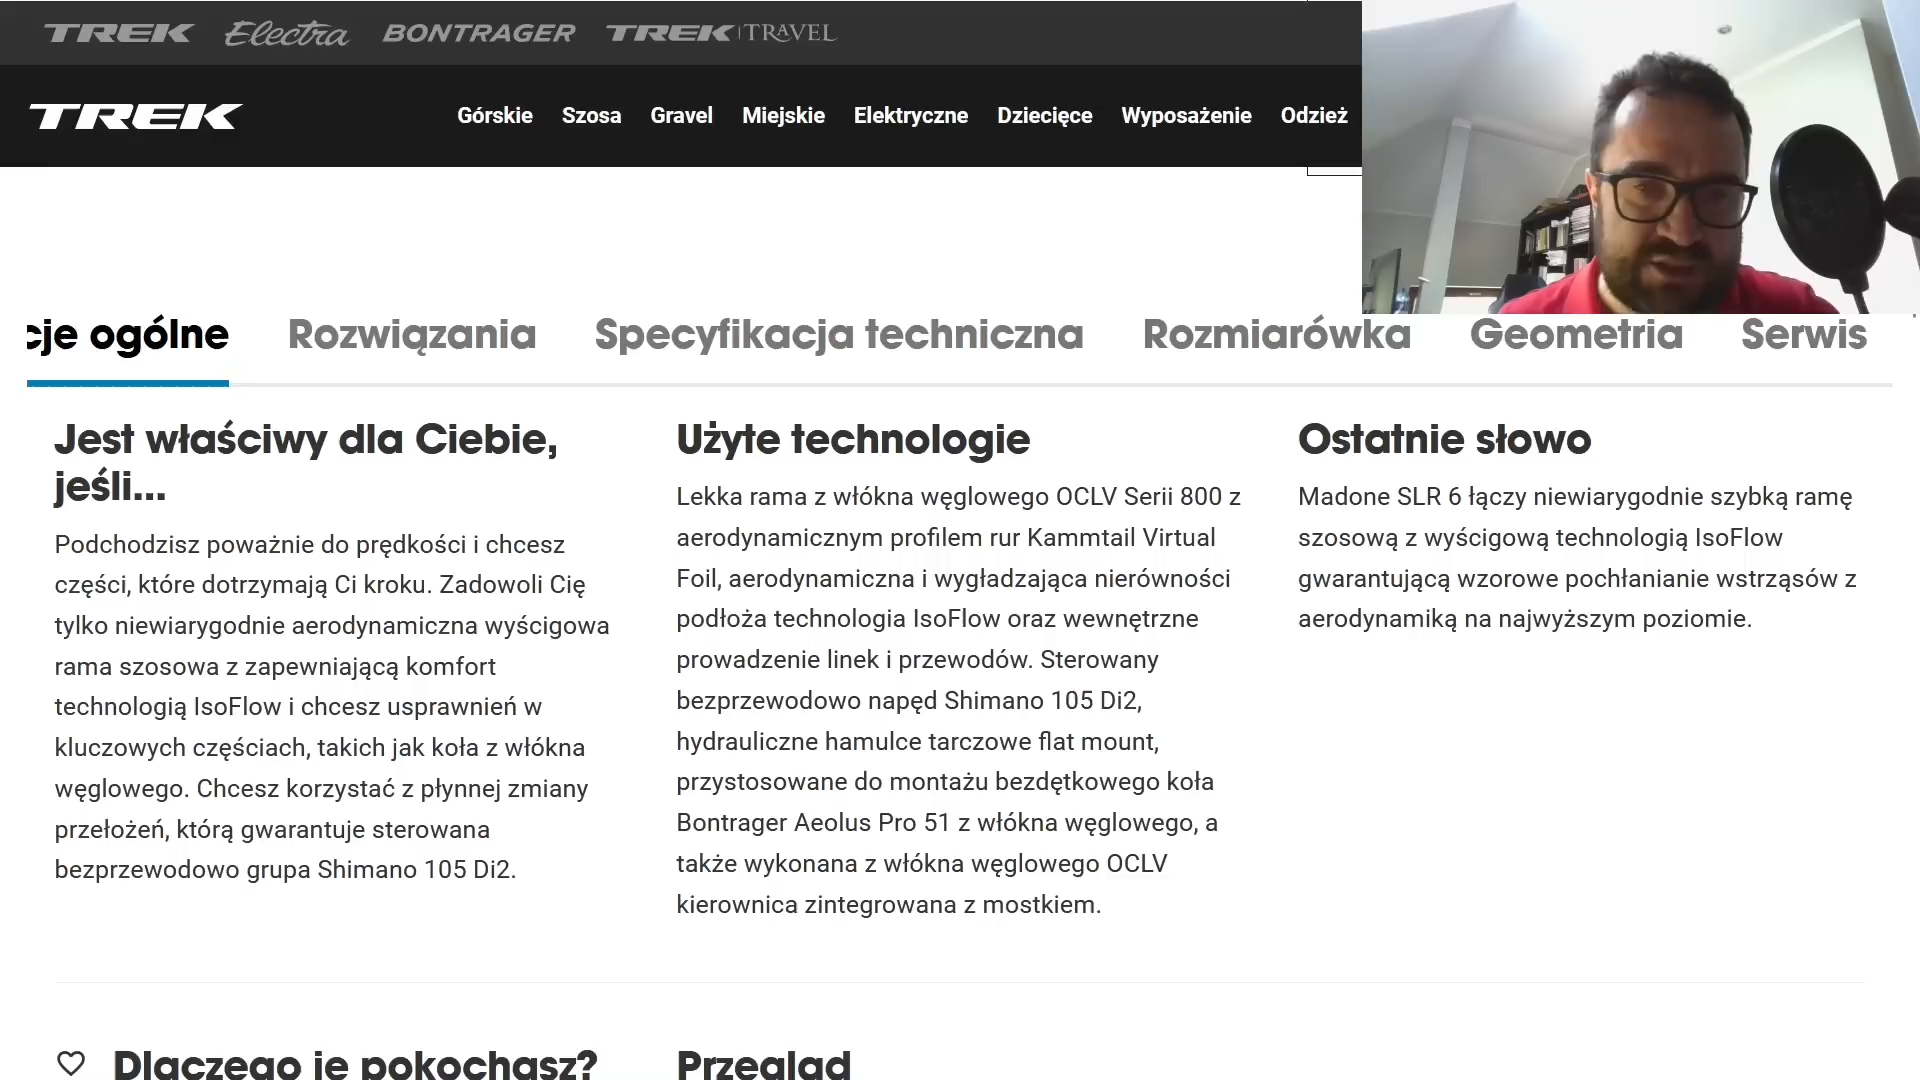 TREK Electra BONTRAGER TREK TRAVEL
TREK Górskie Szosa Gravel Miejskie Elektryczne Dziecięce Wyposażenie Odzież
cje ogólne Rozwiązania Specyfikacja techniczna Rozmiarówka Geometria Serwis
Jest właściwy dla Ciebie,
jeśli...
Podchodzisz poważnie do prędkości i chcesz
części, które dotrzymają Ci kroku. Zadowoli Cię
tylko niewiarygodnie aerodynamiczna wyścigowa
rama szosowa z zapewniającą komfort
technologią IsoFlow i chcesz usprawnień w
kluczowych częściach, takich jak koła z włókna
węglowego. Chcesz korzystać z płynnej zmiany
przełożeń, którą gwarantuje sterowana
bezprzewodowo grupa Shimano 105 Di2.
Użyte technologie
Lekka rama z włókna węglowego OCLV Serii 800 z
aerodynamicznym profilem rur Kammtail Virtual
Foil, aerodynamiczna i wygładzająca nierówności
podłoża technologia IsoFlow oraz wewnętrzne
prowadzenie linek i przewodów. Sterowany
bezprzewodowo napęd Shimano 105 Di2,
hydrauliczne hamulce tarczowe flat mount,
przystosowane do montażu bezdętkowego koła
Bontrager Aeolus Pro 51 z włókna węglowego, a
także wykonana z włókna węglowego OCLV
kierownica zintegrowana z mostkiem.
Ostatnie słowo
Madone SLR 6 łączy niewiarygodnie szybką ramę
szosową z wyścigową technologią IsoFlow
gwarantującą wzorowe pochłanianie wstrząsów z
aerodynamiką na najwyższym poziomie.
Dlaczego je pokochasz?
Przegląd